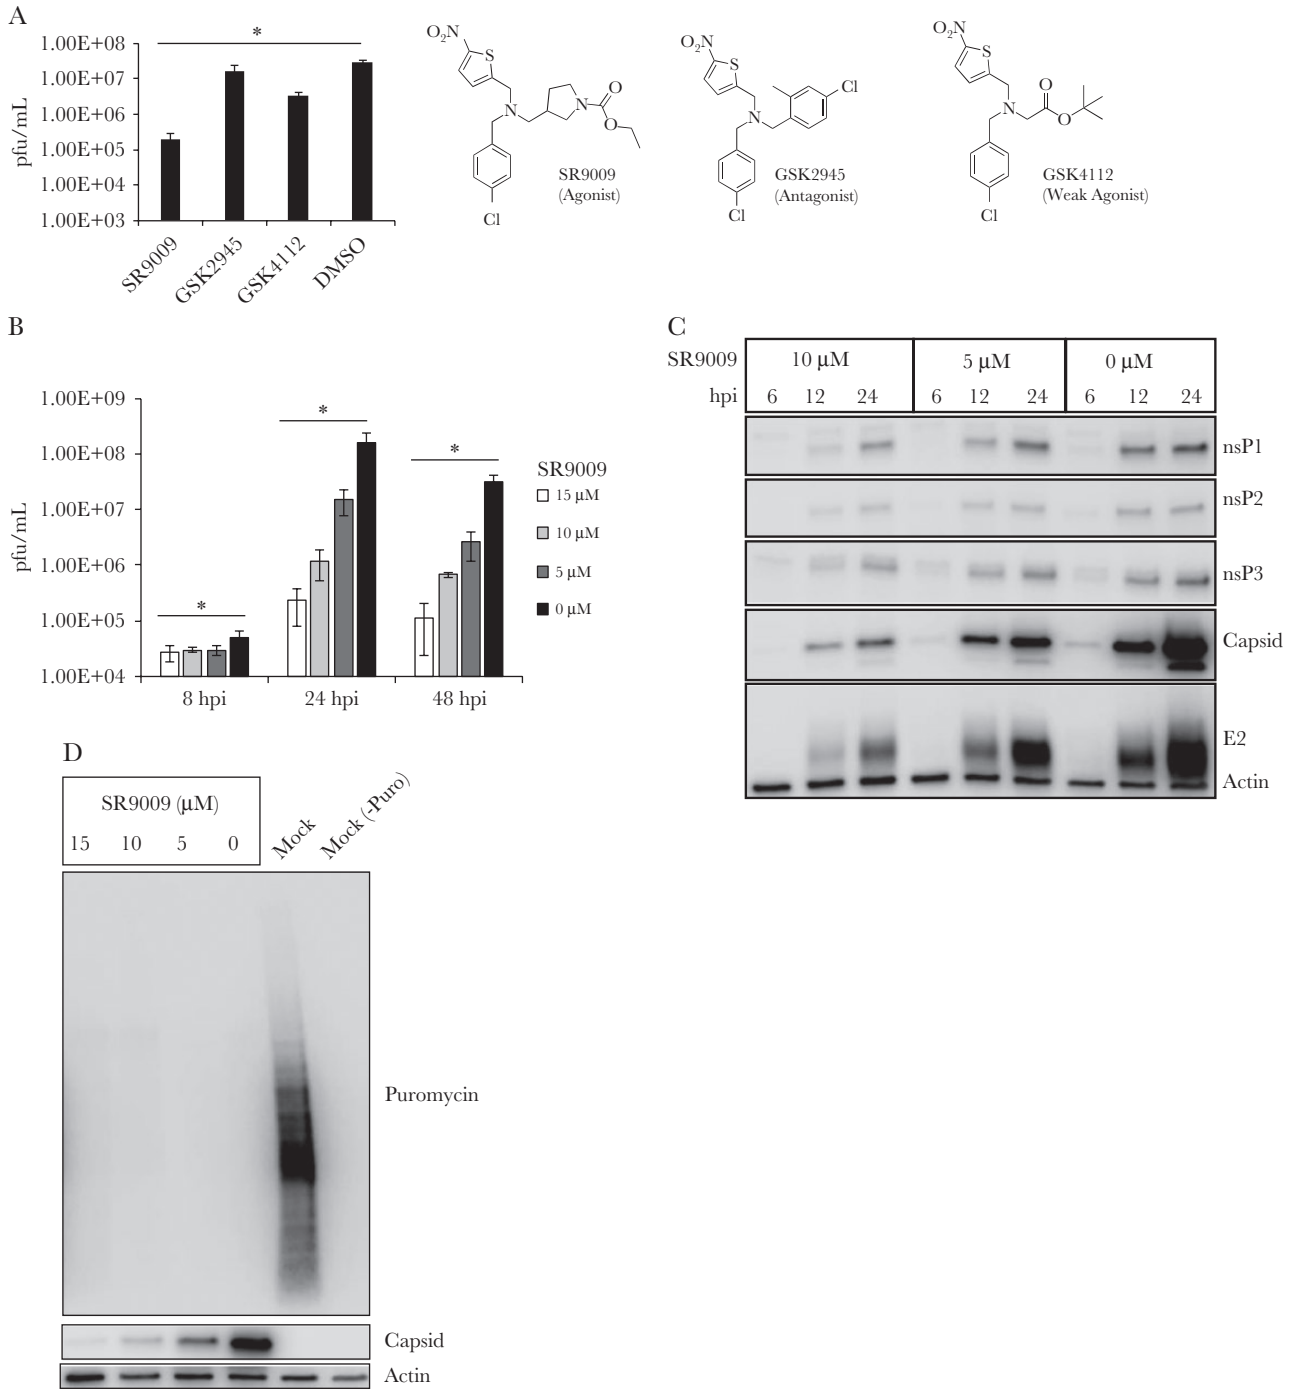 A
1.00E+08
1.00E+07
1.00E+06
1.00E+05
1.00E+04
1.00E+03
pfu/mL
*
SR9009
GSK2945
GSK4112
DMSO
O₂N
S
N
N
O
O
Cl
SR9009
(Agonist)
O₂N
S
N
Cl
Cl
GSK2945
(Antagonist)
O₂N
S
N
O
O
Cl
GSK4112
(Weak Agonist)
B
1.00E+09
1.00E+08
1.00E+07
1.00E+06
1.00E+05
1.00E+04
pfu/mL
*
*
*
8 hpi
24 hpi
48 hpi
SR9009
15 µM
10 µM
5 µM
0 µM
C
SR9009 10 µM 5 µM 0 µM
hpi 6 12 24 6 12 24 6 12 24
nsP1
nsP2
nsP3
Capsid
E2
Actin
D
SR9009 (µM)
15 10 5 0
Mock
Mock (-Puro)
Puromycin
Capsid
Actin